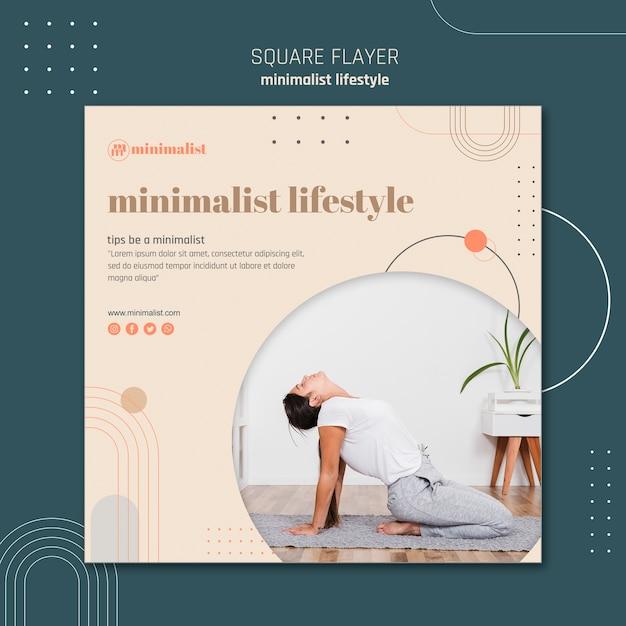 SQUARE FLAYER
minimalist lifestyle
m minimalist
minimalist lifestyle
tips be a minimalist
"Lorem ipsum dolor sit amet, consectetur adipiscing elit,
sed do eiusmod tempor incididunt ut labore et dolore
magna aliqua"
www.minimalist.com